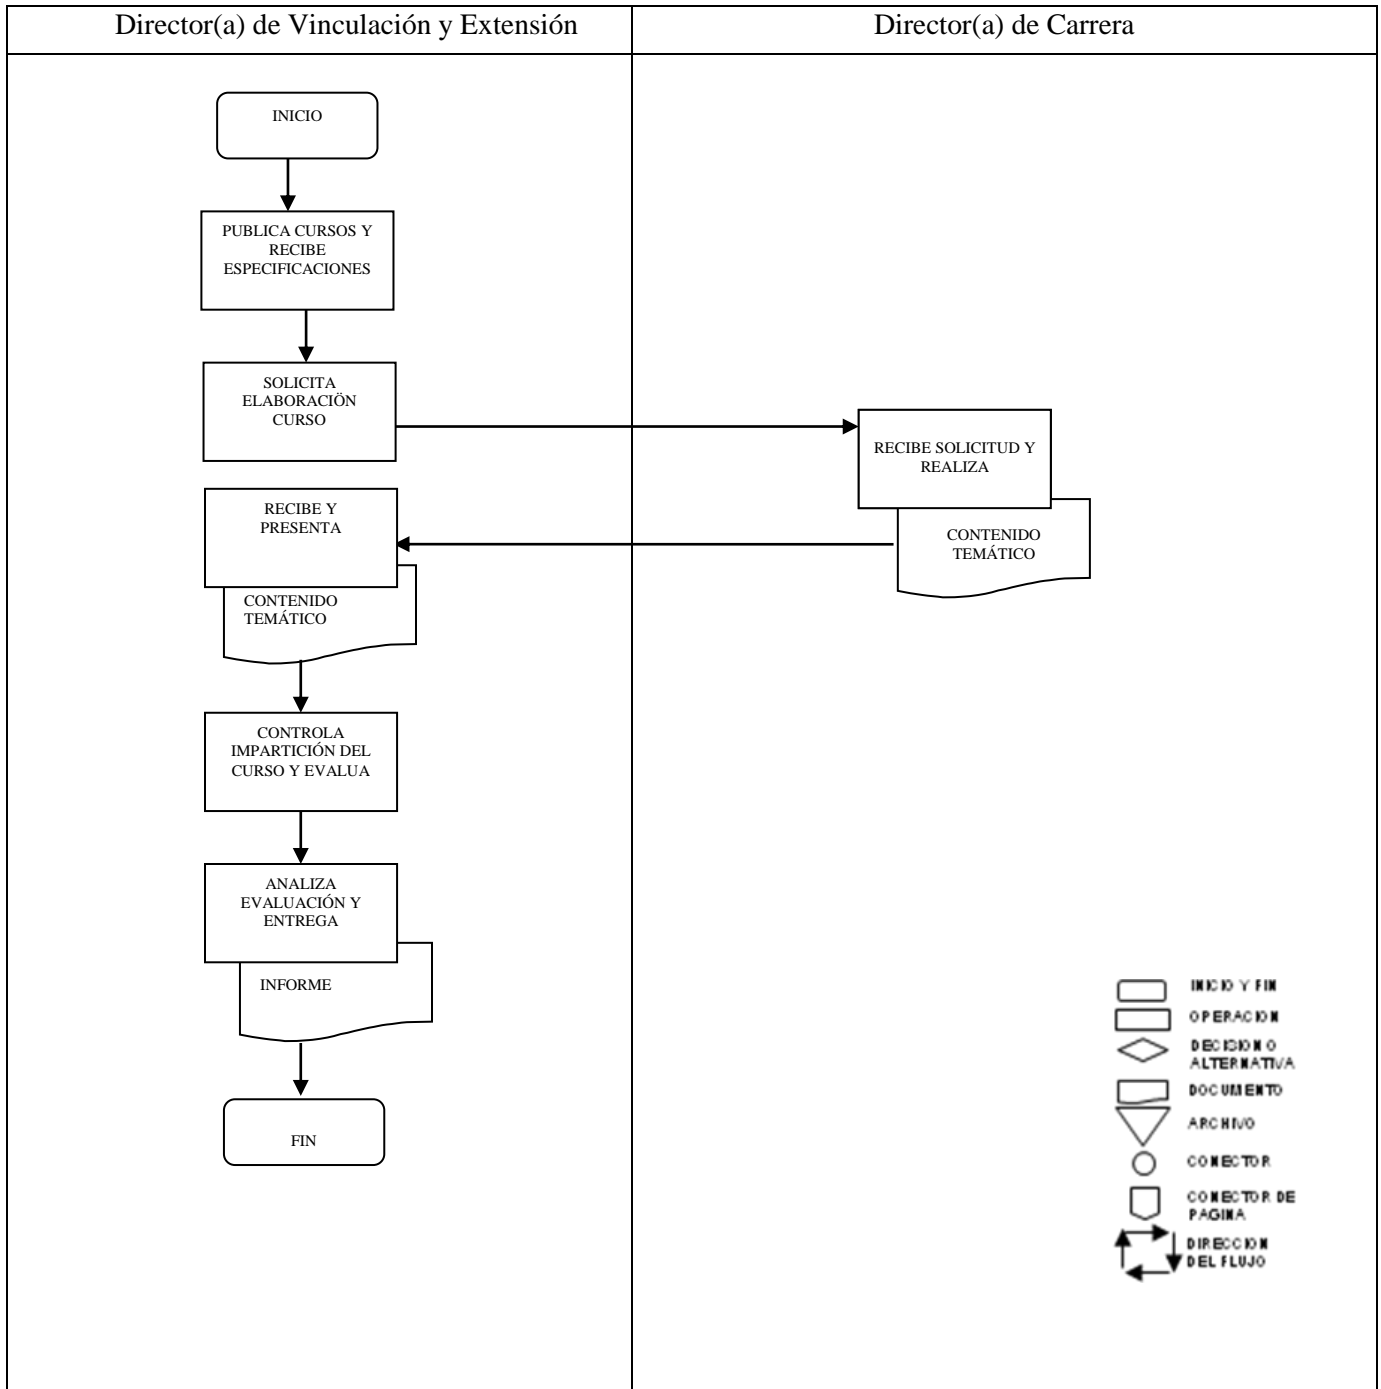 Director(a) de Vinculación y Extensión
Director(a) de Carrera
INICIO
PUBLICA CURSOS Y
RECIBE
ESPECIFICACIONES
SOLICITA
ELABORACIÖN
CURSO
RECIBE SOLICITUD Y
REALIZA
CONTENIDO
TEMÁTICO
RECIBE Y
PRESENTA
CONTENIDO
TEMÁTICO
CONTROLA
IMPARTICIÓN DEL
CURSO Y EVALUA
ANALIZA
EVALUACIÓN Y
ENTREGA
INFORME
FIN
INICIO Y FIN
OPERACION
DECISION O
ALTERNATIVA
DOCUMENTO
ARCHIVO
CONECTOR
CONECTOR DE
PAGINA
DIRECCION
DEL FLUJO